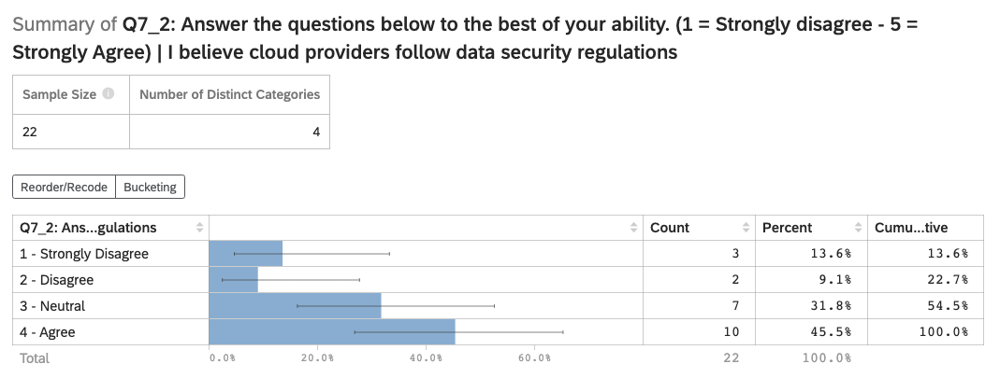 Summary of Q7_2: Answer the questions below to the best of your ability. (1 = Strongly disagree - 5 =
Strongly Agree) | I believe cloud providers follow data security regulations
Sample Size Number of Distinct Categories
22 4
Reorder/Recode Bucketing
Q7_2: Ans...gulations Count Percent Cumu...tive
1 - Strongly Disagree 3 13.6% 13.6%
2 - Disagree 2 9.1% 22.7%
3 - Neutral 7 31.8% 54.5%
4 - Agree 10 45.5% 100.0%
Total 0.0% 20.0% 40.0% 60.0% 22 100.0%